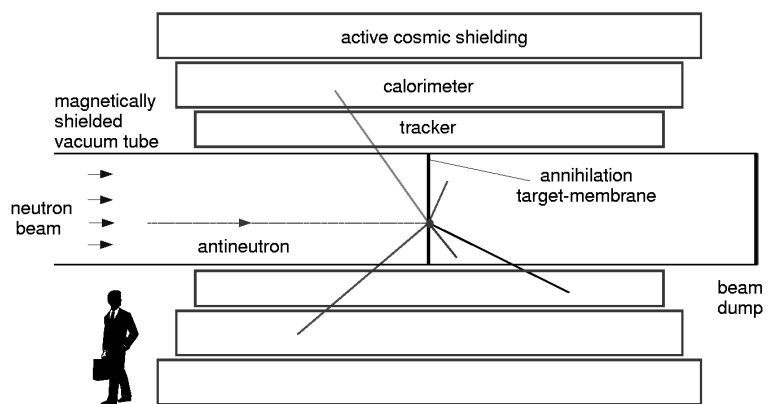 active cosmic shielding
calorimeter
magnetically
shielded
vacuum tube
tracker
annihilation
target-membrane
neutron
beam
antineutron
beam
dump